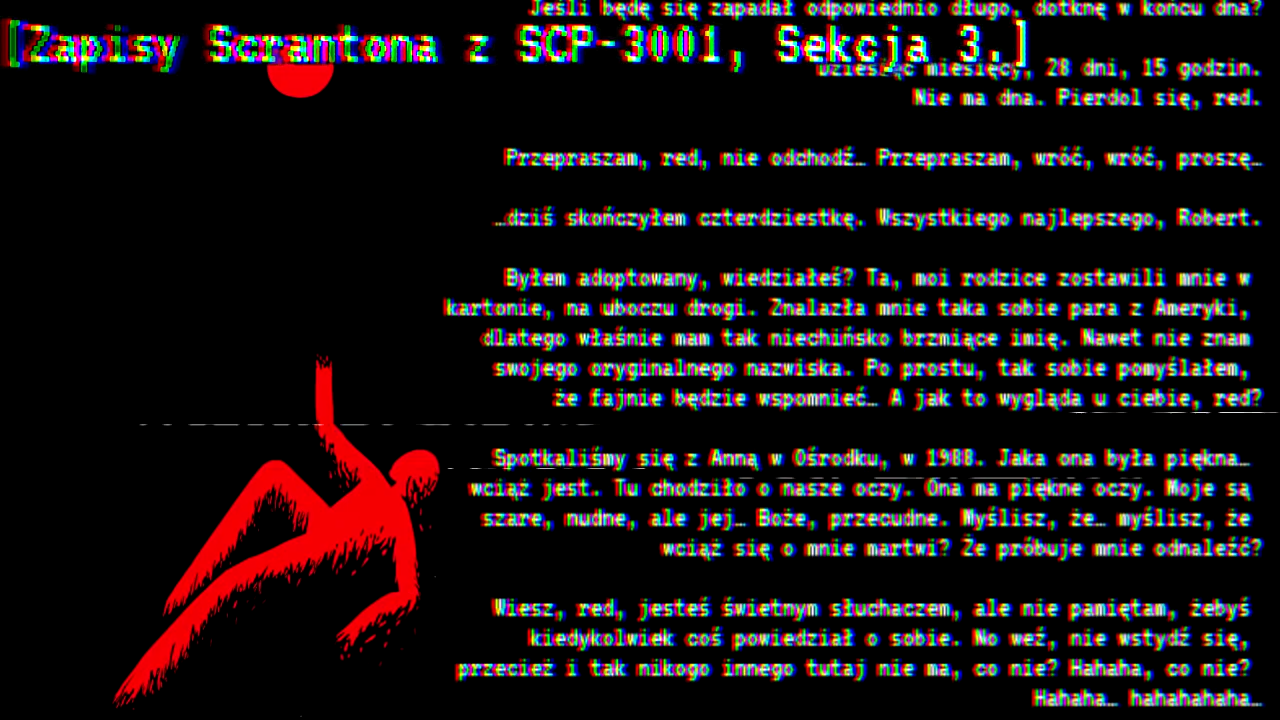 Jeśli będę się zapadał odpowiednio długo, dotknę w końcu dna?
[Zapisy Scramtona z SCP-3001, Sekcja 3.]
Dziesięć miesięcy, 28 dni, 15 godzin.
Nie ma dna. Pierdol się, red.
Przepraszam, red, nie odchodź… Przepraszam, wróć, wróć, proszę…
…dziś skończyłem czterdziestkę. Wszystkiego najlepszego, Robert.
Byłem adoptowany, wiedziałeś? Ta, moi rodzice zostawili mnie w
kartonie, na uboczu drogi. Znalazła mnie taka sobie para z Ameryki,
dlatego właśnie mam tak niechińsko brzmiące imię. Nawet nie znam
swojego oryginalnego nazwiska. Po prostu, tak sobie pomyślałem,
że fajnie będzie wspomnieć… A jak to wygląda u ciebie, red?
Spotkaliśmy się z Anną w Ośrodku, w 1988. Jaka ona była piękna…
wciąż jest. Tu chodziło o nasze oczy. Ona ma piękne oczy. Moje są
szare, nudne, ale jej… Boże, przecudne. Myślisz, że… myślisz, że
wciąż się o mnie martwi? Że próbuje mnie odnaleźć?
Wiesz, red, jesteś świetnym słuchaczem, ale nie pamiętam, żebyś
kiedykolwiek coś powiedział o sobie. No weź, nie wstydź się,
przecież i tak nikogo innego tutaj nie ma, co nie? Hahaha, co nie?
Hahaha… hahahahaha…